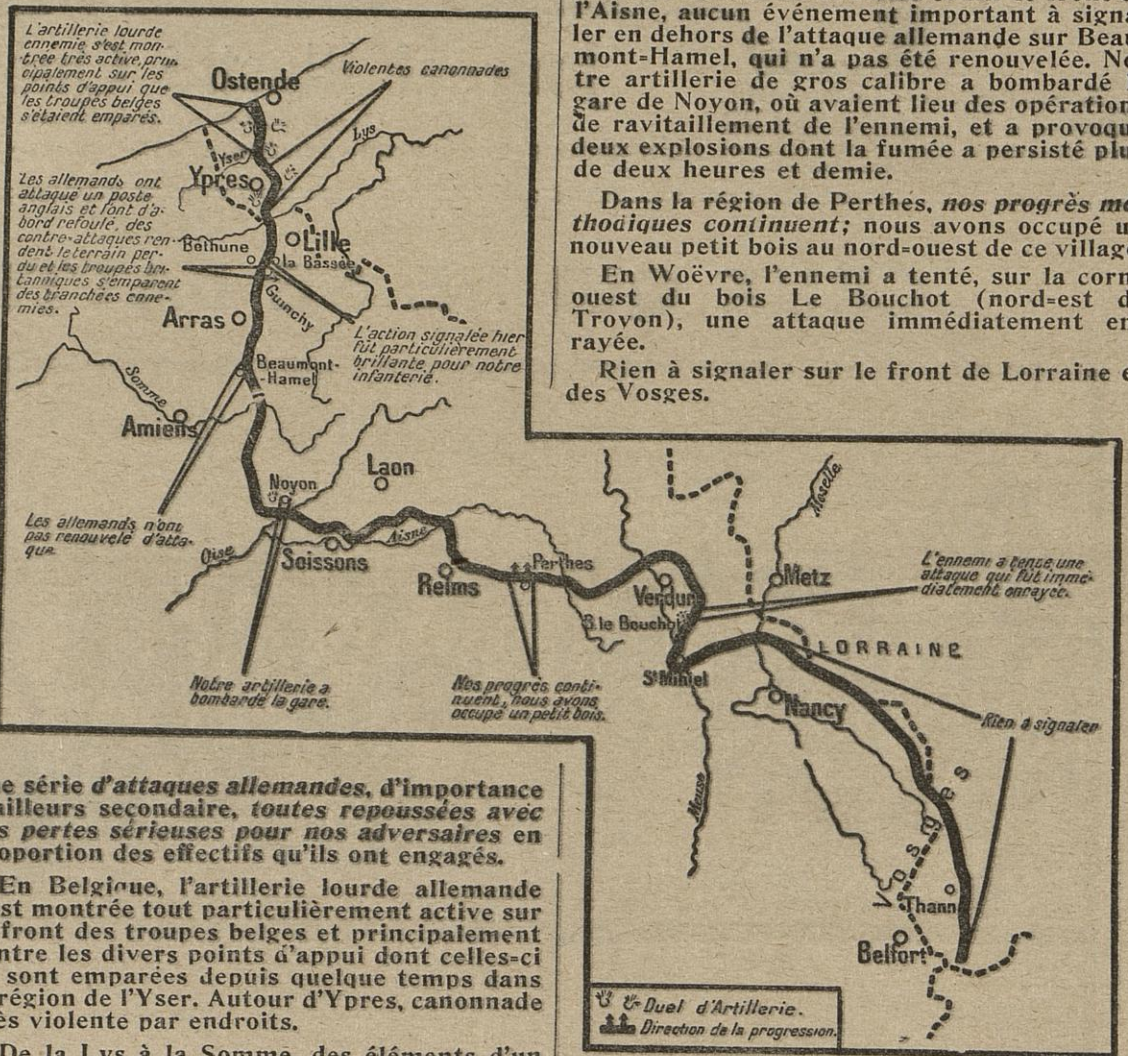 l'Aisne, aucun événement important à signa
ler en dehors de l'attaque allemande sur Beau
mont=Hamel, qui n'a pas été renouvelée. No
tre artillerie de gros calibre a bombardé
gare de Noyon, où avaient lieu des opération
de ravitaillement de l'ennemi, et a provoqu
deux explosions dont la fumée a persisté plu
de deux heures et demie.
Dans la région de Perthes, nos progrès mé
thodiques continuent; nous avons occupé u
nouveau petit bois au nord=ouest de ce villag
En Woëvre, l'ennemi a tenté, sur la corn
ouest du bois Le Bouchot (nord=est d
Troyon), une attaque immédiatement en
rayée.
Rien à signaler sur le front de Lorraine e
des Vosges.
L'artillerie lourde
ennemie s'est mon-
trée très active, prin
cipalement sur les
points d'appui que
les troupes belges
s'étaient emparés.
Ostende
Violentes canonnades
Lys
Yser
Ypres
Les allemands ont
attaqué un poste
anglais et l'ont d'a-
bord refoulé, des
contre-attaques ren-
dent le terrain per-
du et les troupes bri-
tanniques s'emparent
des tranchées enne-
mies.
Béthune
Lille
la Bassée
Guinchy
Arras
L'action signalée hier
fut particulièrement
brillante pour notre
infanterie.
Beaumont-
Hamel
Somme
Amiens
Laon
Noyon
Les allemands n'ont
pas renouvelé d'atta-
que
Oise
Soissons
Aisne
Reims
Perthes
Notre artillerie a
bombardé la gare.
Nos progrès conti-
nuent, nous avons
occupé un petit bois.
Moselle
Metz
Verdun
B. le Bouchot
L'ennemi a tenté une
attaque qui fut immé-
diatement enrayée.
LORRAINE
St Mihiel
Nancy
Rien à signaler
Meuse
Vosges
Thann
Belfort
Duel d'Artillerie.
Direction de la progression.
e série d'attaques allemandes, d'importance
ailleurs secondaire, toutes repoussées avec
s pertes sérieuses pour nos adversaires en
oportion des effectifs qu'ils ont engagés.
En Belgique, l'artillerie lourde allemande
est montrée tout particulièrement active sur
front des troupes belges et principalement
ntre les divers points d'appui dont celles=ci
sont emparées depuis quelque temps dans
région de l'Yser. Autour d'Ypres, canonnade
ès violente par endroits.
De la Lys à la Somme, des éléments d'un